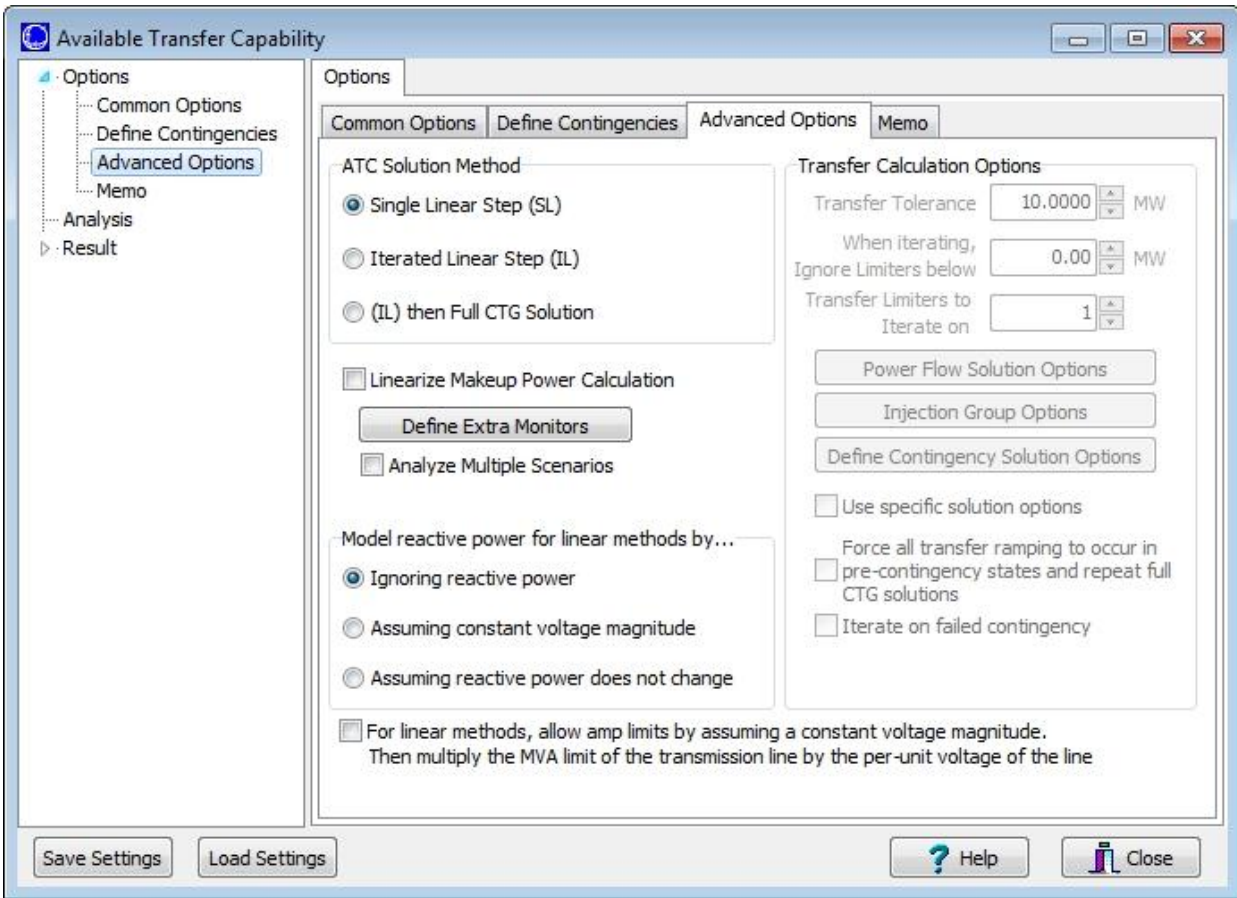 Available Transfer Capability
Options
Common Options
Define Contingencies
Advanced Options
Memo
Analysis
Result
Options
Common Options Define Contingencies Advanced Options Memo
ATC Solution Method
Single Linear Step (SL)
Iterated Linear Step (IL)
(IL) then Full CTG Solution
Linearize Makeup Power Calculation
Define Extra Monitors
Analyze Multiple Scenarios
Model reactive power for linear methods by...
Ignoring reactive power
Assuming constant voltage magnitude
Assuming reactive power does not change
Transfer Calculation Options
Transfer Tolerance 10.0000 MW
When iterating,
Ignore Limiters below 0.00 MW
Transfer Limiters to
Iterate on 1
Power Flow Solution Options
Injection Group Options
Define Contingency Solution Options
Use specific solution options
Force all transfer ramping to occur in
pre-contingency states and repeat full
CTG solutions
Iterate on failed contingency
For linear methods, allow amp limits by assuming a constant voltage magnitude.
Then multiply the MVA limit of the transmission line by the per-unit voltage of the line
Save Settings Load Settings ? Help Close